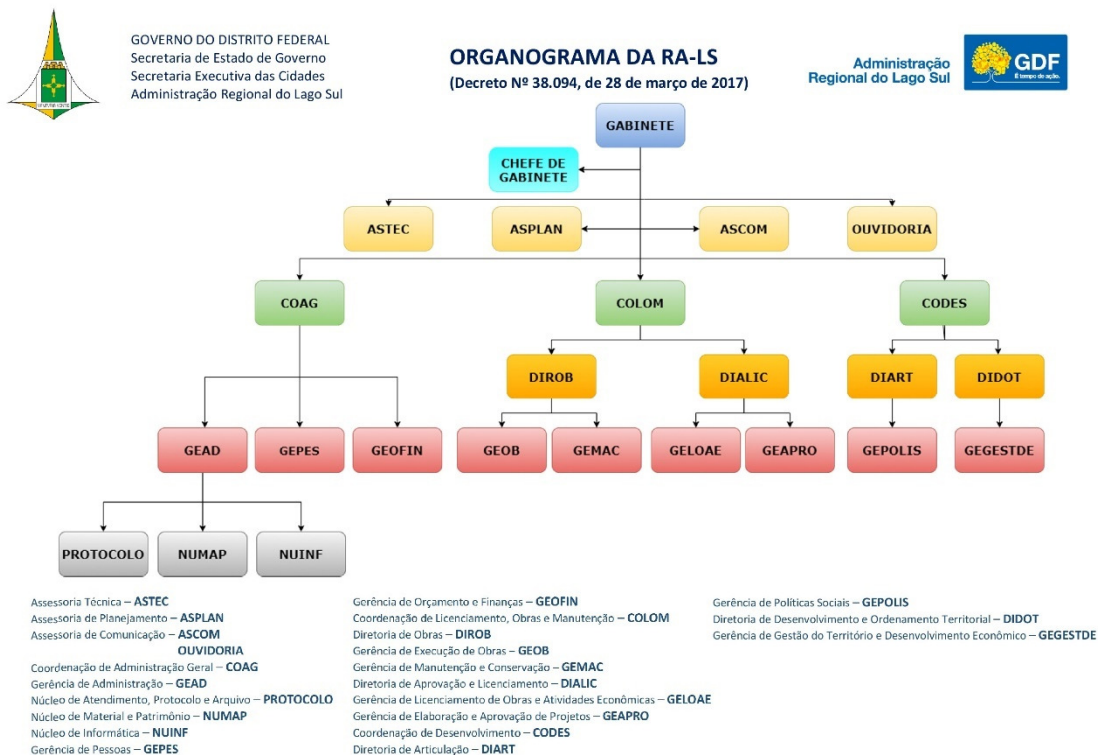 GOVERNO DO DISTRITO FEDERAL
Secretaria de Estado de Governo
Secretaria Executiva das Cidades
Administração Regional do Lago Sul
ORGANOGRAMA DA RA-LS
(Decreto Nº 38.094, de 28 de março de 2017)
Administração
Regional do Lago Sul
GDF
É tempo de ação.
GABINETE
CHEFE DE
GABINETE
ASTEC
ASPLAN
ASCOM
OUVIDORIA
COAG
COLOM
CODES
DIROB
DIALIC
DIART
DIDOT
GEAD
GEPES
GEOFIN
GEOB
GEMAC
GELOAE
GEAPRO
GEPOLIS
GEGESTDE
PROTOCOLO
NUMAP
NUINF
Assessoria Técnica – ASTEC
Assessoria de Planejamento – ASPLAN
Assessoria de Comunicação – ASCOM
OUVIDORIA
Coordenação de Administração Geral – COAG
Gerência de Administração – GEAD
Núcleo de Atendimento, Protocolo e Arquivo – PROTOCOLO
Núcleo de Material e Patrimônio – NUMAP
Núcleo de Informática – NUINF
Gerência de Pessoas – GEPES
Gerência de Orçamento e Finanças – GEOFIN
Coordenação de Licenciamento, Obras e Manutenção – COLOM
Diretoria de Obras – DIROB
Gerência de Execução de Obras – GEOB
Gerência de Manutenção e Conservação – GEMAC
Diretoria de Aprovação e Licenciamento – DIALIC
Gerência de Licenciamento de Obras e Atividades Econômicas – GELOAE
Gerência de Elaboração e Aprovação de Projetos – GEAPRO
Coordenação de Desenvolvimento – CODES
Diretoria de Articulação – DIART
Gerência de Políticas Sociais – GEPOLIS
Diretoria de Desenvolvimento e Ordenamento Territorial – DIDOT
Gerência de Gestão do Território e Desenvolvimento Econômico – GEGESTDE